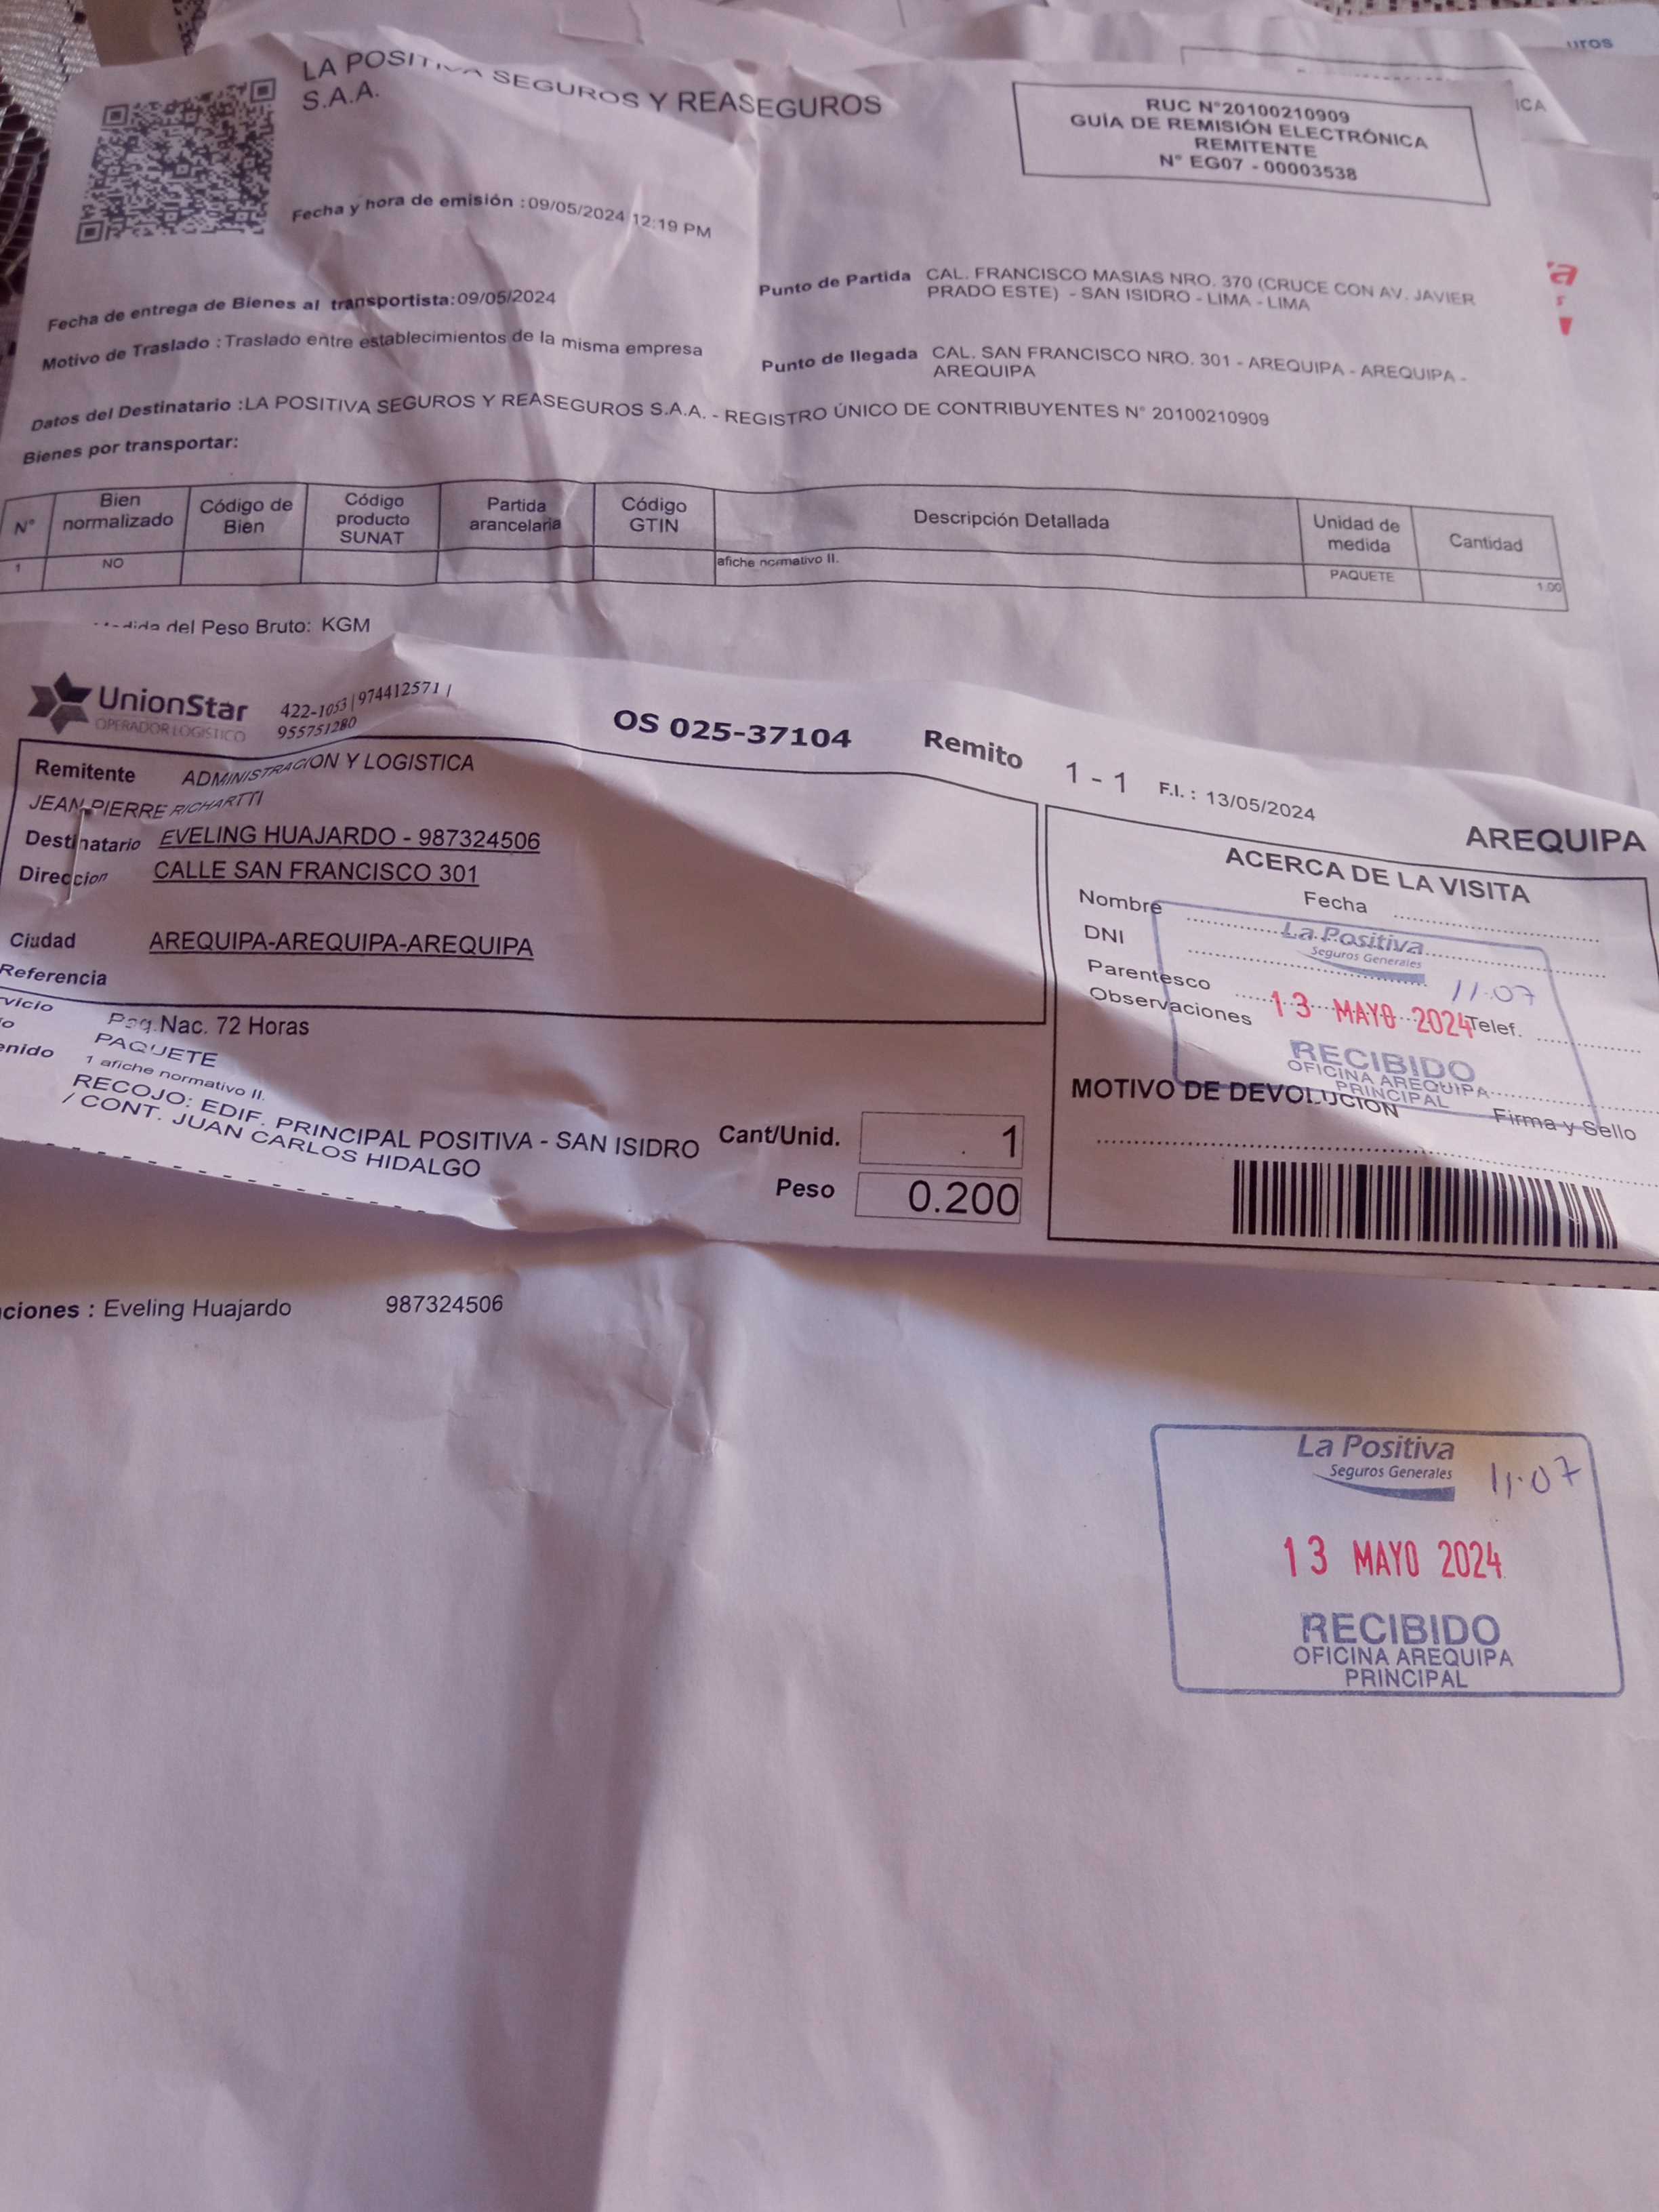 uros
ICA
LA POSITIVA SEGUROS Y REASEGUROS
S.A.A.
RUC N°20100210909
GUÍA DE REMISIÓN ELECTRÓNICA
REMITENTE
N° EG07 - 00003538
Fecha y hora de emisión :09/05/2024 12:19 PM
Fecha de entrega de Bienes al transportista:09/05/2024
Punto de Partida CAL. FRANCISCO MASIAS NRO. 370 (CRUCE CON AV. JAVIER
PRADO ESTE) - SAN ISIDRO - LIMA - LIMA
Motivo de Traslado :Traslado entre establecimientos de la misma empresa
Punto de llegada CAL. SAN FRANCISCO NRO. 301 - AREQUIPA - AREQUIPA -
AREQUIPA
Datos del Destinatario :LA POSITIVA SEGUROS Y REASEGUROS S.A.A. - REGISTRO ÚNICO DE CONTRIBUYENTES N° 20100210909
Bienes por transportar:
N° Bien normalizado Código de Bien Código producto SUNAT Partida arancelaria Código GTIN Descripción Detallada Unidad de medida Cantidad
1 NO afiche normativo II. PAQUETE 1.00
del Peso Bruto: KGM
UnionStar
OPERADOR LOGISTICO
422-1053|974412571 |
955751280
OS 025-37104 Remito 1 - 1 F.I. : 13/05/2024
AREQUIPA
Remitente ADMINISTRACION Y LOGISTICA
JEAN PIERRE RICHARTTI
Destinatario EVELING HUAJARDO - 987324506
Direccion CALLE SAN FRANCISCO 301
Ciudad AREQUIPA-AREQUIPA-AREQUIPA
Referencia
vicio Paq.Nac. 72 Horas
o PAQUETE
enido 1 afiche normativo II.
RECOJO: EDIF. PRINCIPAL POSITIVA - SAN ISIDRO
/ CONT. JUAN CARLOS HIDALGO
Cant/Unid. 1
Peso 0.200
ACERCA DE LA VISITA
Nombre Fecha
DNI
Parentesco
Observaciones Telef.
La Positiva
Seguros Generales
11:07
13 MAYO 2024
RECIBIDO
OFICINA AREQUIPA
PRINCIPAL
MOTIVO DE DEVOLUCION Firma y Sello
ciones : Eveling Huajardo 987324506
La Positiva
Seguros Generales
11:07
13 MAYO 2024
RECIBIDO
OFICINA AREQUIPA
PRINCIPAL